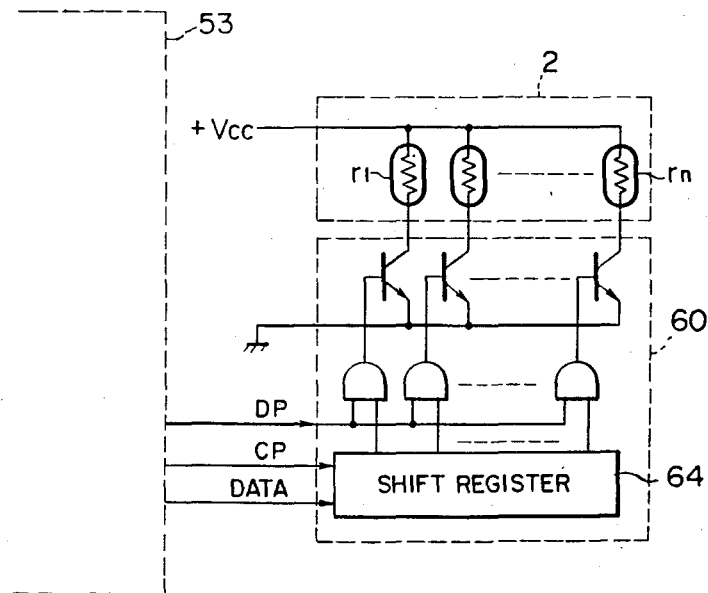 53
2
+Vcc
r1
rn
60
DP
CP
DATA
SHIFT REGISTER
64